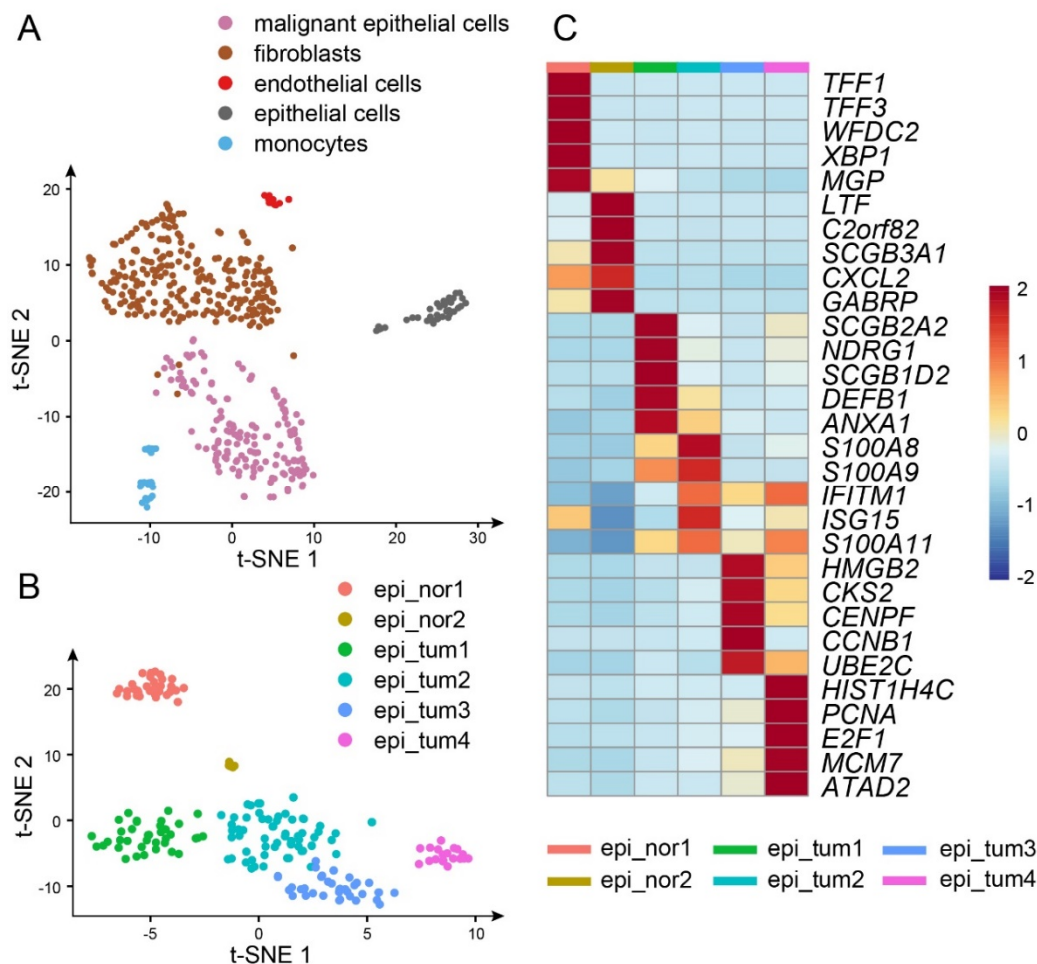 A
malignant epithelial cells
fibroblasts
endothelial cells
epithelial cells
monocytes
20
10
0
-10
-20
t-SNE 2
-10
0
10
20
30
t-SNE 1
B
epi_nor1
epi_nor2
epi_tum1
epi_tum2
epi_tum3
epi_tum4
20
10
0
-10
t-SNE 2
-5
0
5
10
t-SNE 1
C
TFF1
TFF3
WFDC2
XBP1
MGP
LTF
C2orf82
SCGB3A1
CXCL2
GABRP
SCGB2A2
NDRG1
SCGB1D2
DEFB1
ANXA1
S100A8
S100A9
IFITM1
ISG15
S100A11
HMGB2
CKS2
CENPF
CCNB1
UBE2C
HIST1H4C
PCNA
E2F1
MCM7
ATAD2
2
1
0
-1
-2
epi_nor1 epi_tum1 epi_tum3
epi_nor2 epi_tum2 epi_tum4